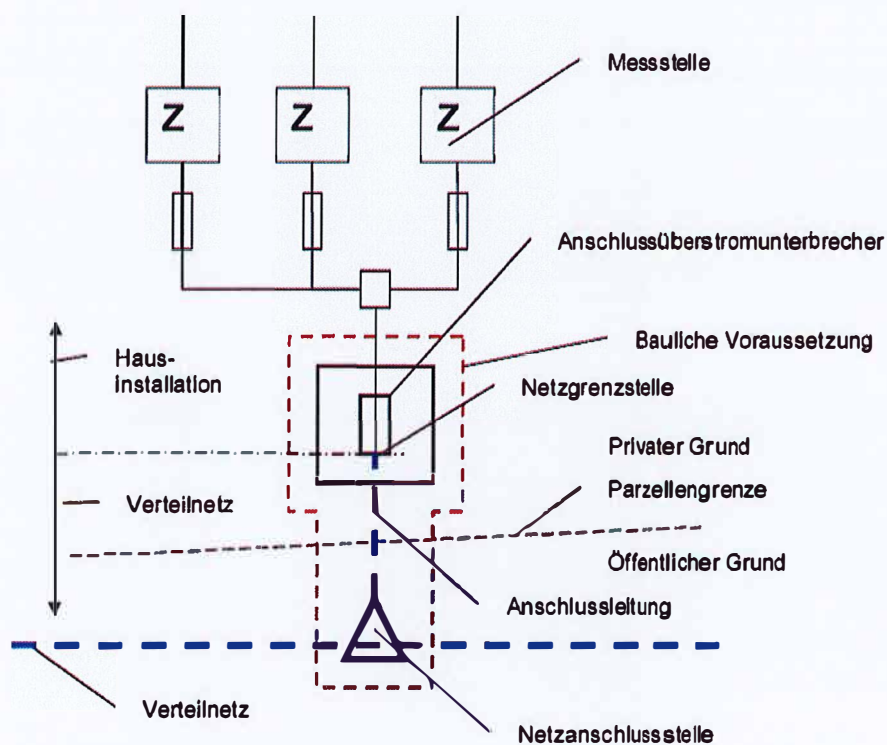 Messstelle
Z Z Z
Anschlussüberstromunterbrecher
Bauliche Voraussetzung
Haus-
installation
Netzgrenzstelle
Privater Grund
Verteilnetz
Parzellengrenze
Öffentlicher Grund
Anschlussleitung
Verteilnetz
Netzanschlussstelle